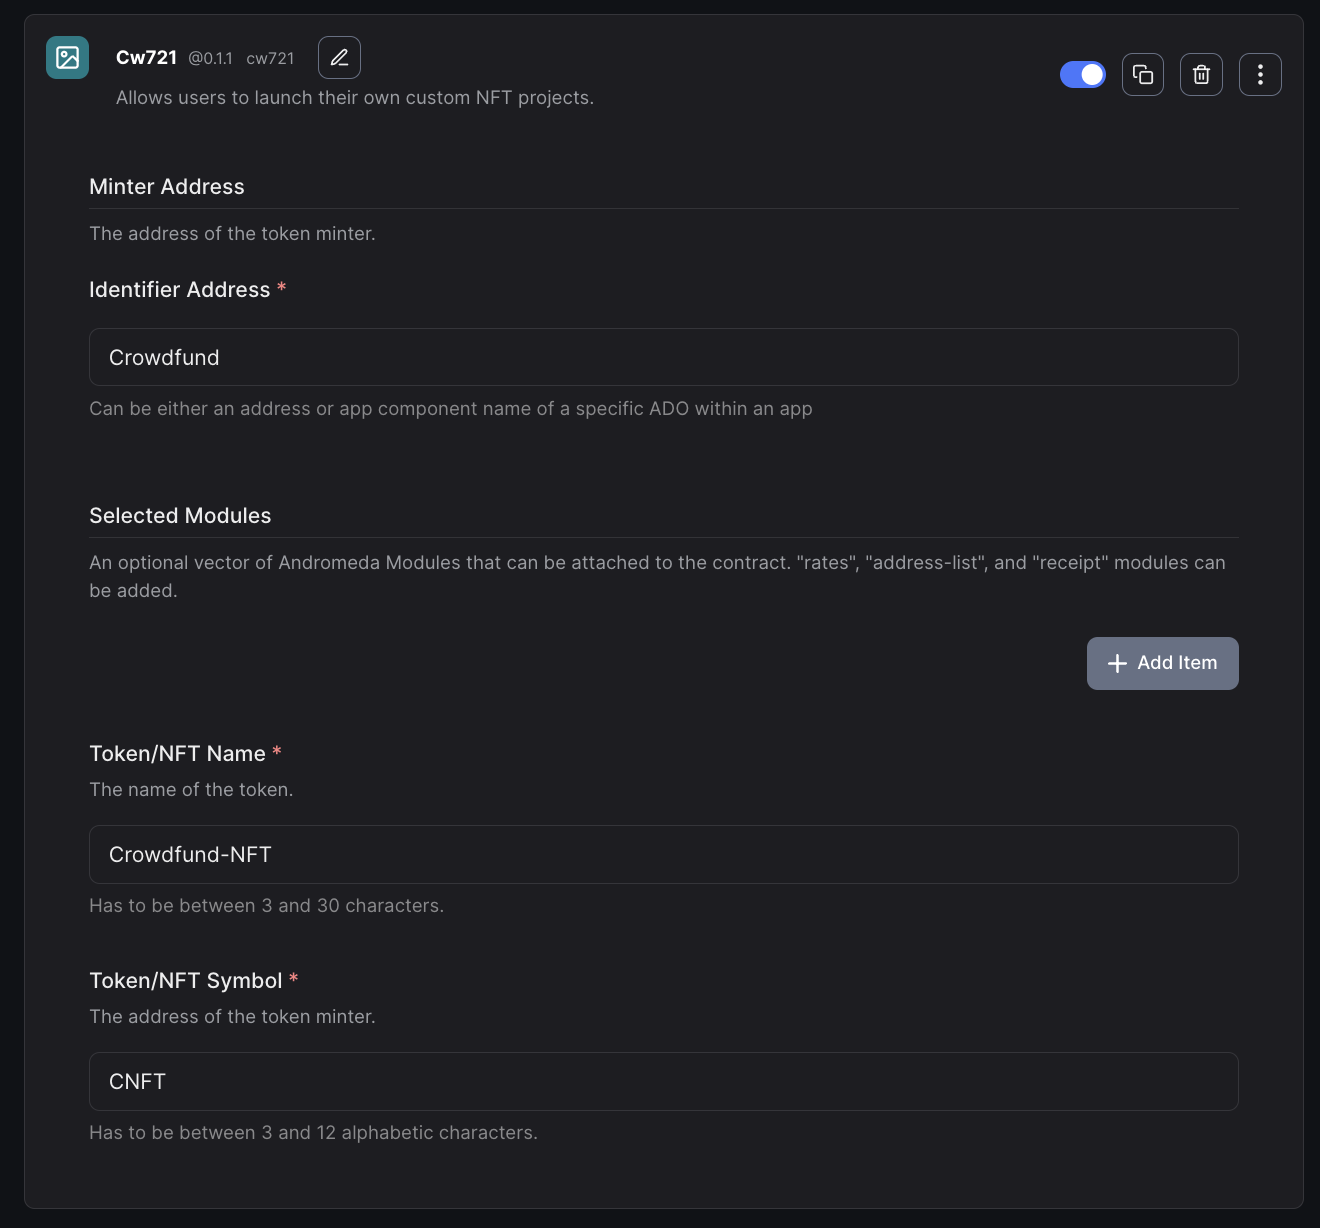 Cw721 @0.1.1 cw721
Allows users to launch their own custom NFT projects.
Minter Address
The address of the token minter.
Identifier Address *
Crowdfund
Can be either an address or app component name of a specific ADO within an app
Selected Modules
An optional vector of Andromeda Modules that can be attached to the contract. "rates", "address-list", and "receipt" modules can
be added.
Add Item
Token/NFT Name *
The name of the token.
Crowdfund-NFT
Has to be between 3 and 30 characters.
Token/NFT Symbol *
The address of the token minter.
CNFT
Has to be between 3 and 12 alphabetic characters.